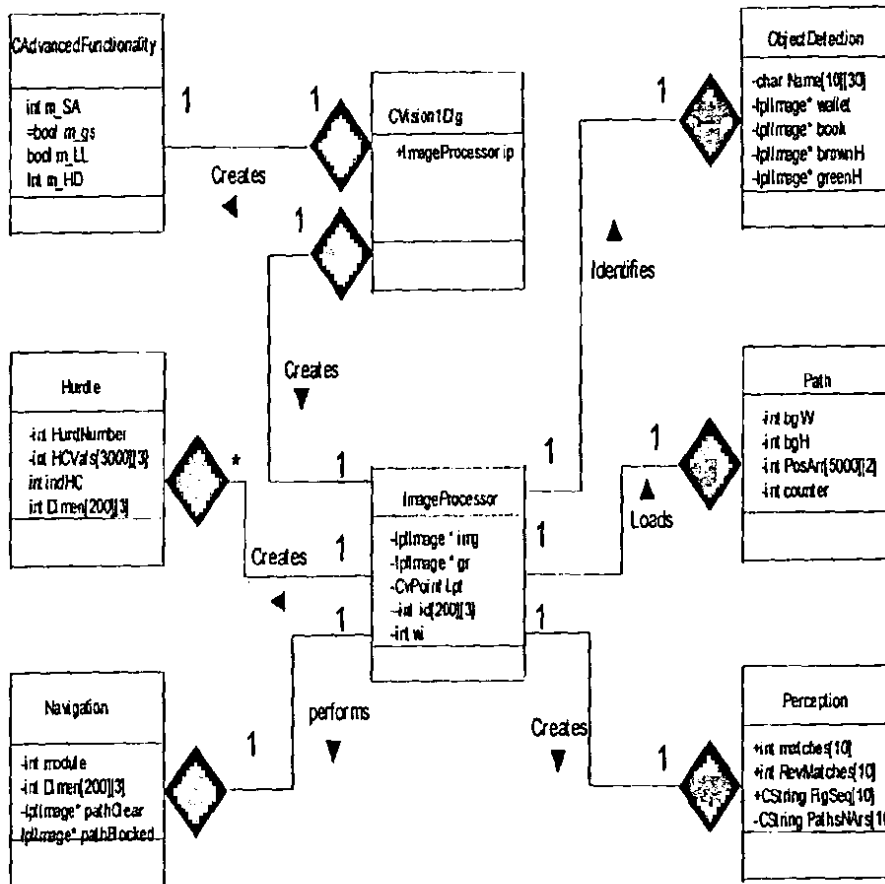 CAdvancedFunctionality
int m_SA
=bool m_gs
bool m_LL
Int m_HD
1
1
Creates
CVision1Dlg
+ImageProcessor ip
1
Creates
1
ObjectDetection
-char Name[10][30]
-IplImage* wallet
-IplImage* book
-IplImage* brownH
-IplImage* greenH
1
Identifies
1
Hurdle
-int HurdNumber
-int HCVals[3000][3]
int indHC
int Dimen[200][3]
*
Creates
1
ImageProcessor
-IplImage * img
-IplImage * gr
-CvPoint Lpt
-int id[200][3]
-int wi
Path
-int bgW
-int bgH
-int PosArr[5000][2]
-int counter
1
Loads
1
Navigation
-int module
-int Dimen[200][3]
-IplImage* pathClear
IplImage* pathBlocked
1
performs
1
Perception
+int matches[10]
+int RevMatches[10]
+CString FigSeq[10]
-CString PathsNArs[10
1
Creates
1